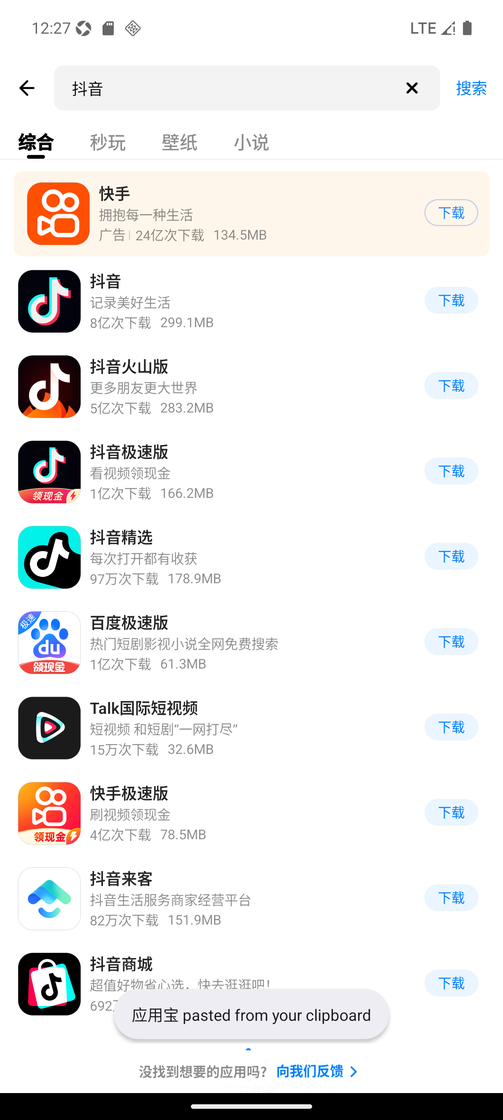 12:27
LTE
抖音
搜索
综合 秒玩 壁纸 小说
快手
拥抱每一种生活
广告 24亿次下载 134.5MB
下载
抖音
记录美好生活
8亿次下载 299.1MB
下载
抖音火山版
更多朋友更大世界
5亿次下载 283.2MB
下载
抖音极速版
看视频领现金
1亿次下载 166.2MB
下载
领现金
抖音精选
每次打开都有收获
97万次下载 178.9MB
下载
极速
du
领现金
百度极速版
热门短剧影视小说全网免费搜索
1亿次下载 61.3MB
下载
Talk国际短视频
短视频 和短剧“一网打尽”
15万次下载 32.6MB
下载
领现金
快手极速版
刷视频领现金
4亿次下载 78.5MB
下载
抖音来客
抖音生活服务商家经营平台
82万次下载 151.9MB
下载
抖音商城
超值好物省心选，快去逛逛吧！
692
下载
应用宝 pasted from your clipboard
没找到想要的应用吗？ 向我们反馈